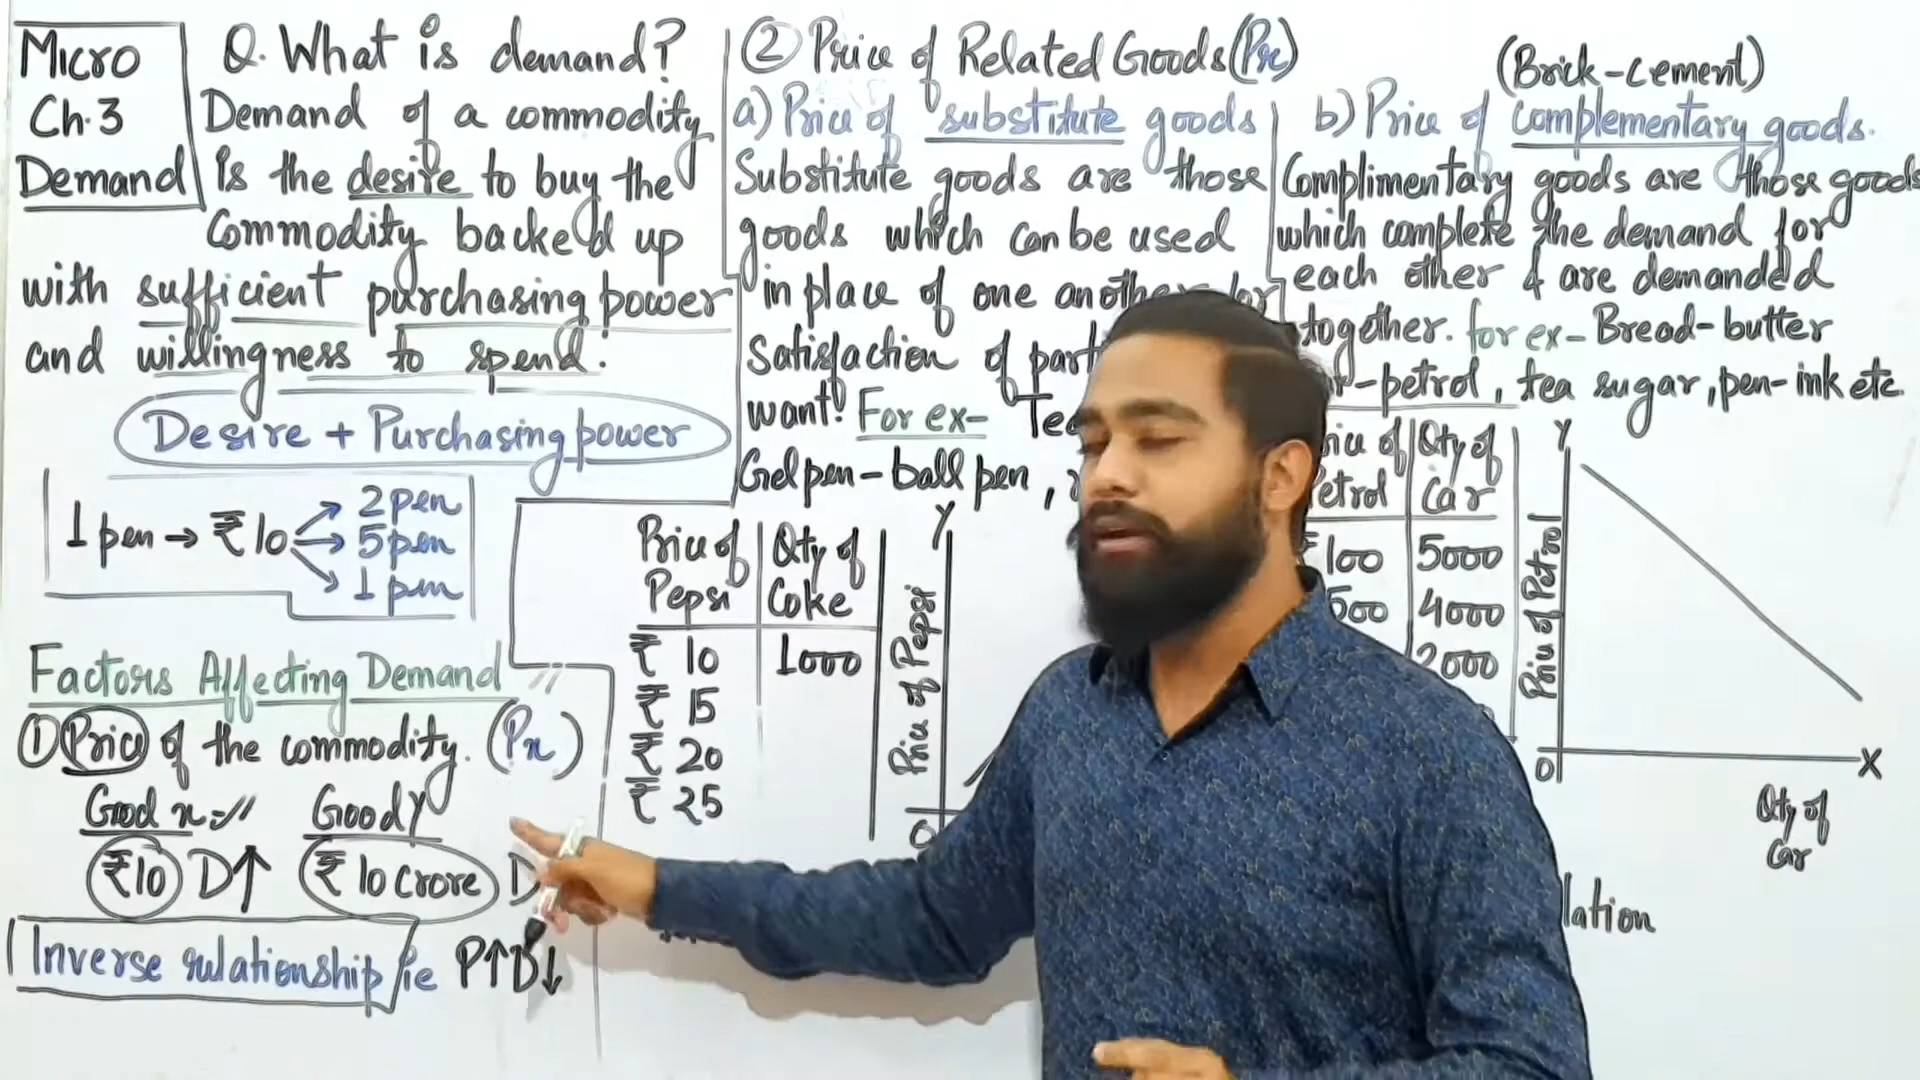 Micro
Ch.3
Demand
Q. What is demand?
Demand of a commodity
is the desire to buy the
commodity backed up
with sufficient purchasing power
and willingness to spend.
Desire + Purchasing power
1 pen → ₹10
2 pen
5 pen
1 pen
Factors Affecting Demand
① Price of the commodity. (Px)
Good x Good y
₹10 D↑ ₹10 Crore D
Inverse relationship ie P↑D↓
② Price of Related Goods (Pr)
a) Price of substitute goods
Substitute goods are those
goods which can be used
in place of one another for
Satisfaction of
want. For ex-
Gel pen - ball pen,
Price of Pepsi Qty of Coke
₹ 10 1000
₹ 15
₹ 20
₹ 25
Y
Price of Pepsi
O
(Brick-cement)
b) Price of complementary goods.
Complimentary goods are those goods
which complete the demand for
each other & are demanded
together. for ex- Bread-butter
petrol, tea sugar, pen-ink etc
Price of Petrol Qty of Car
₹100 5000
500 4000
2000
Y
Price of Petrol
O X
Qty of
Car